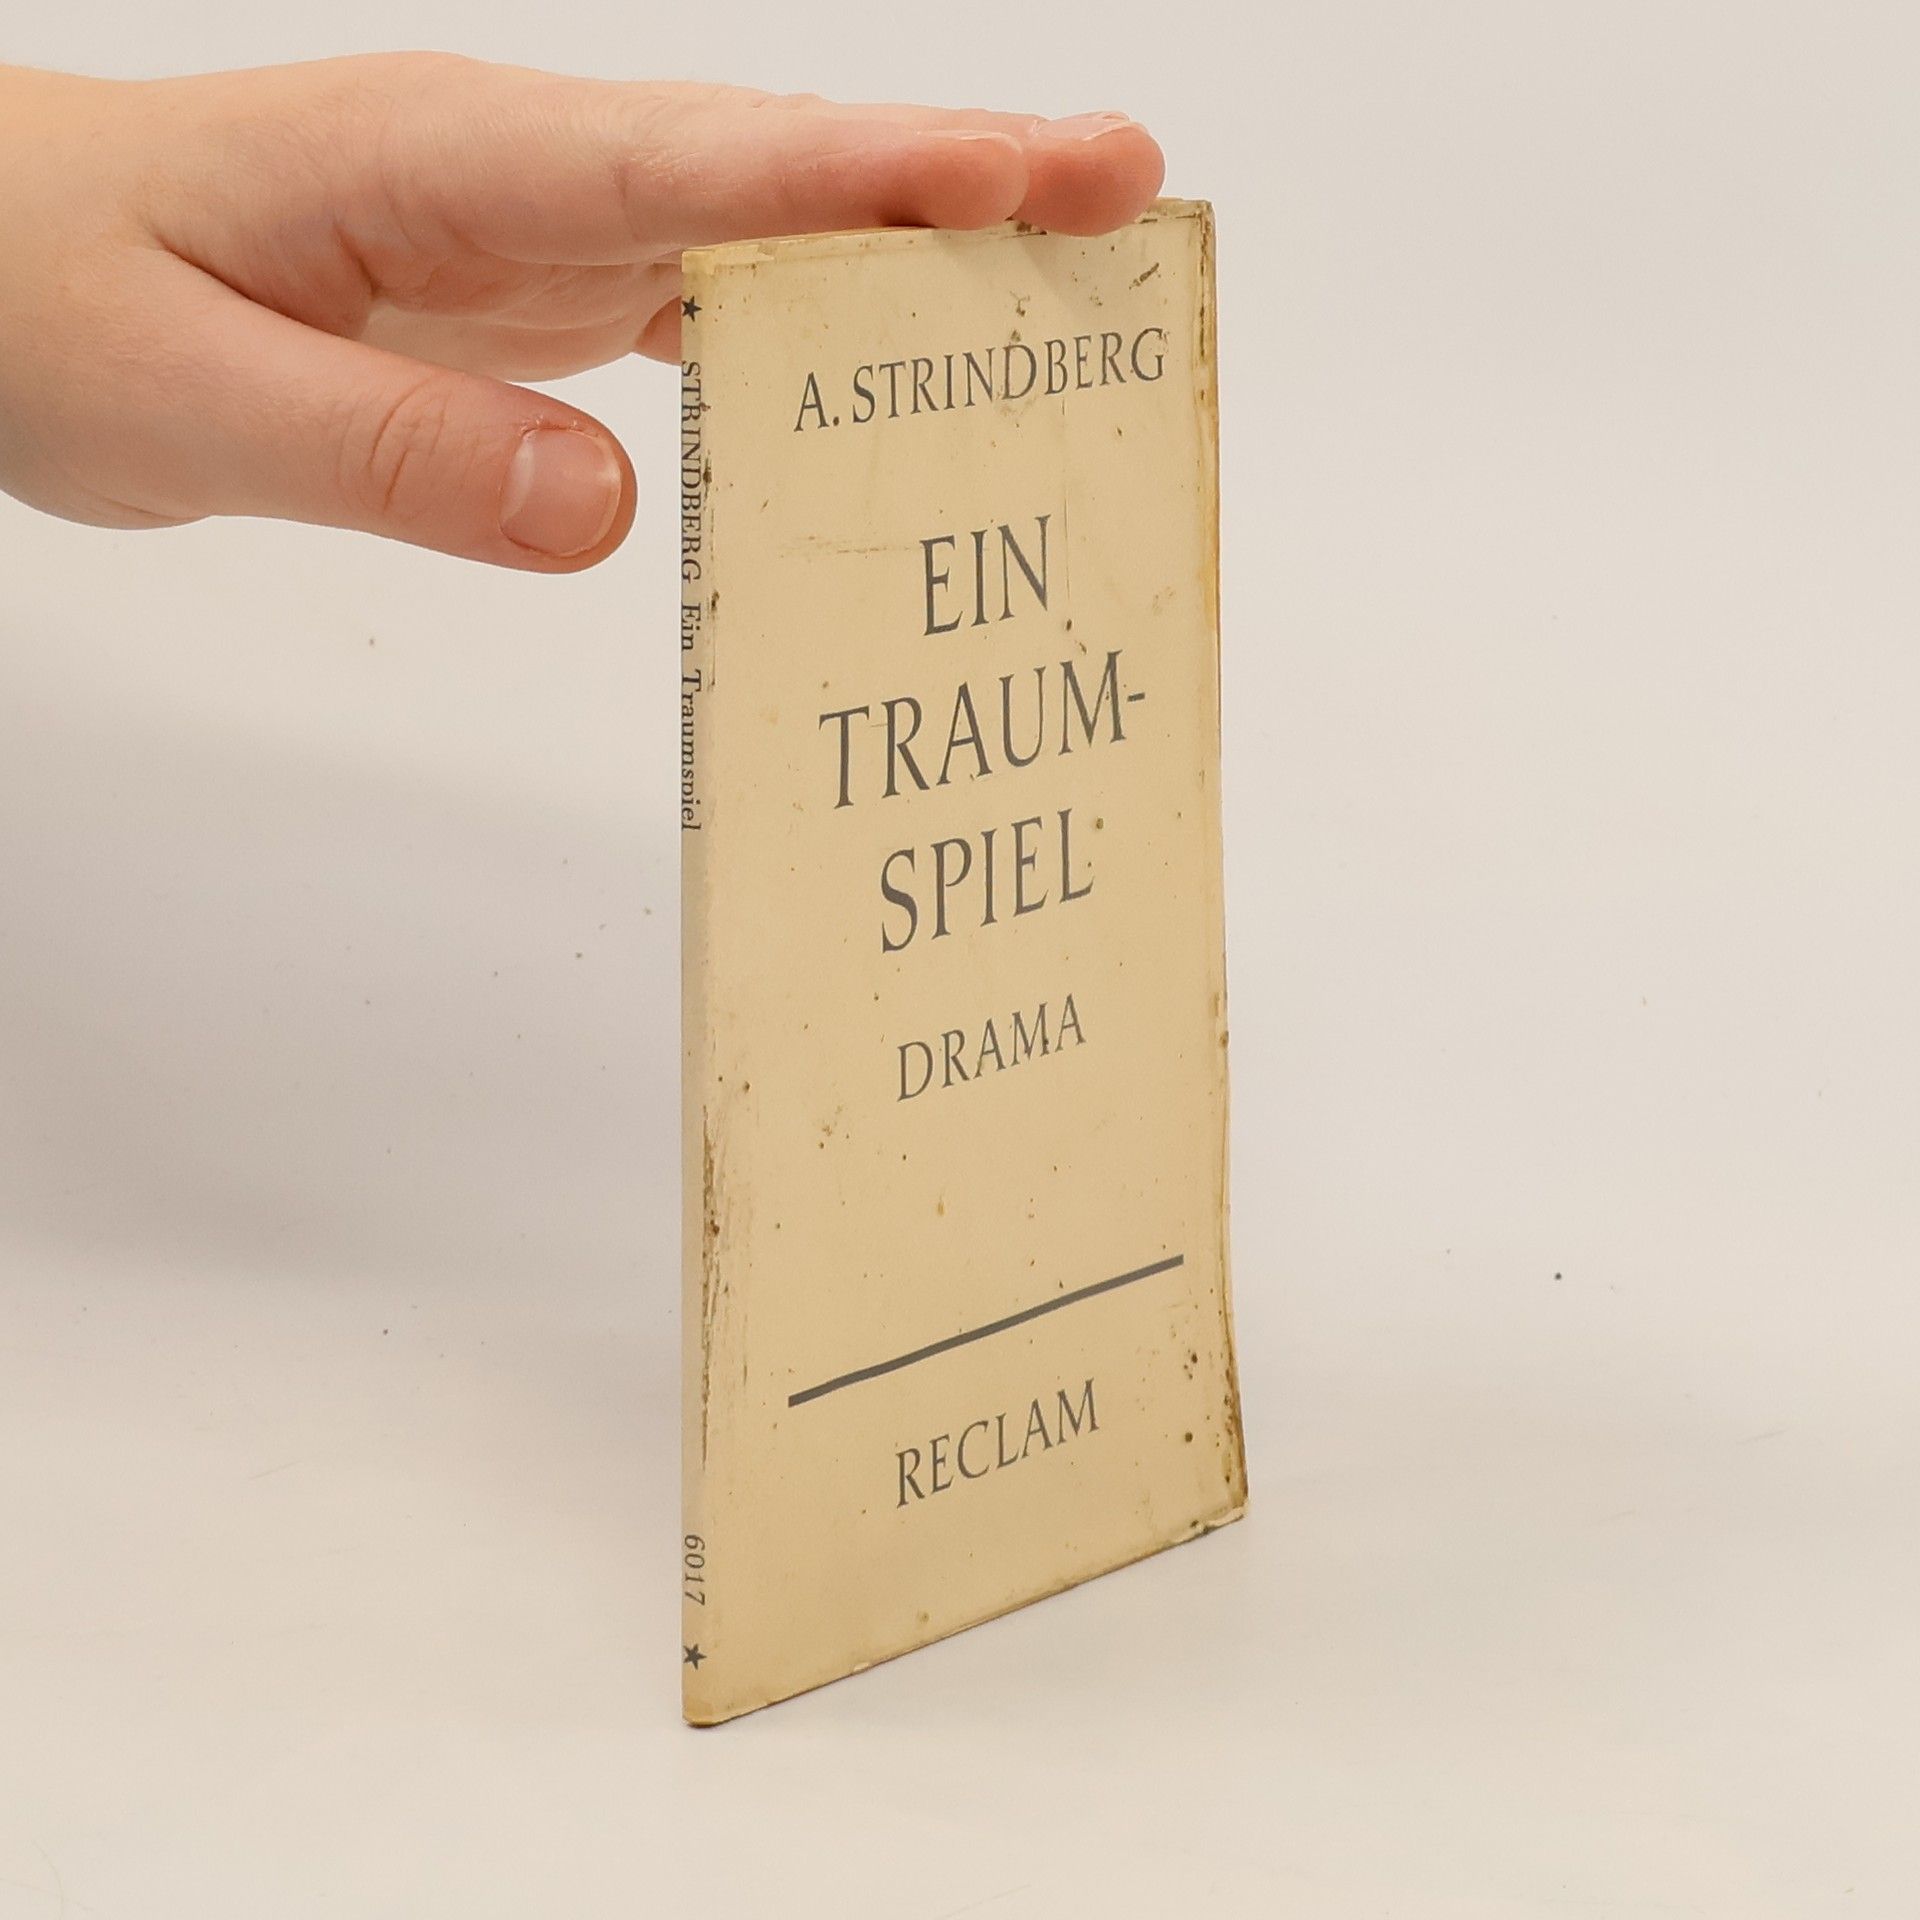 ★ STRINDBERG Ein Traumspiel 6017 ★
A. STRINDBERG
EIN
TRAUM-
SPIEL
DRAMA
RECLAM